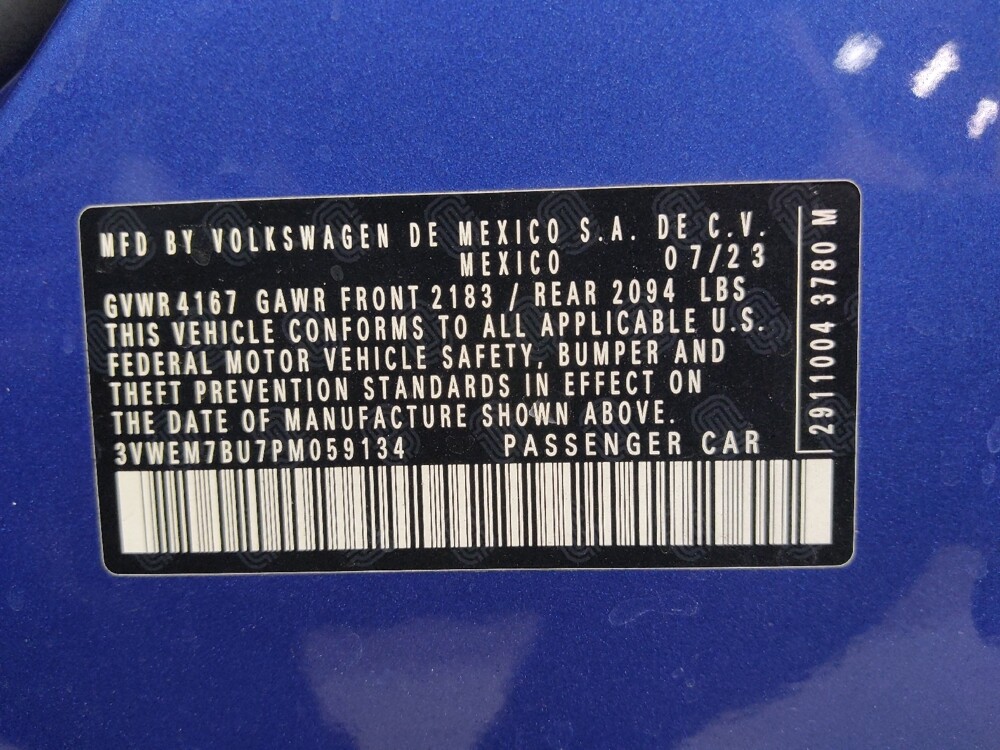 MFD BY VOLKSWAGEN DE MEXICO S.A. DE C.V.
MEXICO 07/23
GVWR 4167 GAWR FRONT 2183 / REAR 2094 LBS
THIS VEHICLE CONFORMS TO ALL APPLICABLE U.S.
FEDERAL MOTOR VEHICLE SAFETY, BUMPER AND
THEFT PREVENTION STANDARDS IN EFFECT ON
THE DATE OF MANUFACTURE SHOWN ABOVE.
3VWEM7BU7PM059134 PASSENGER CAR
2911004 3780 M